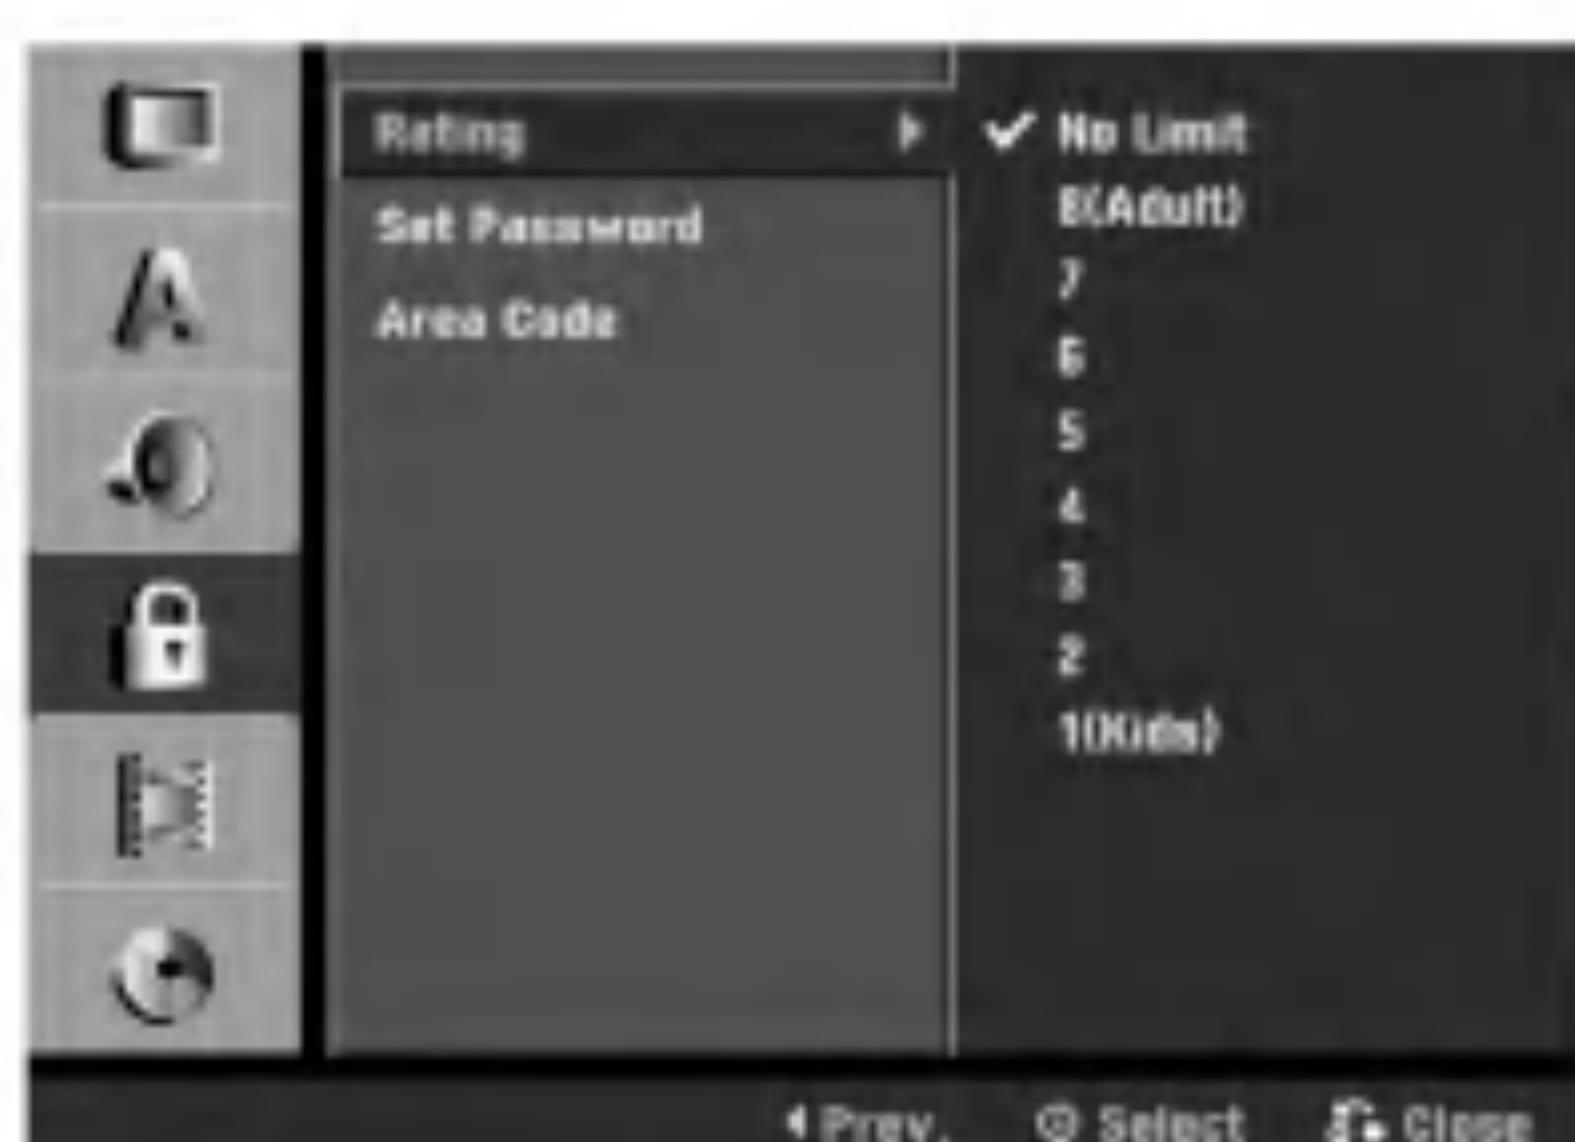 Rating
Set Password
Area Code
No Limit
8(Adult)
7
6
5
4
3
2
1(Kids)
Prev. Select Close